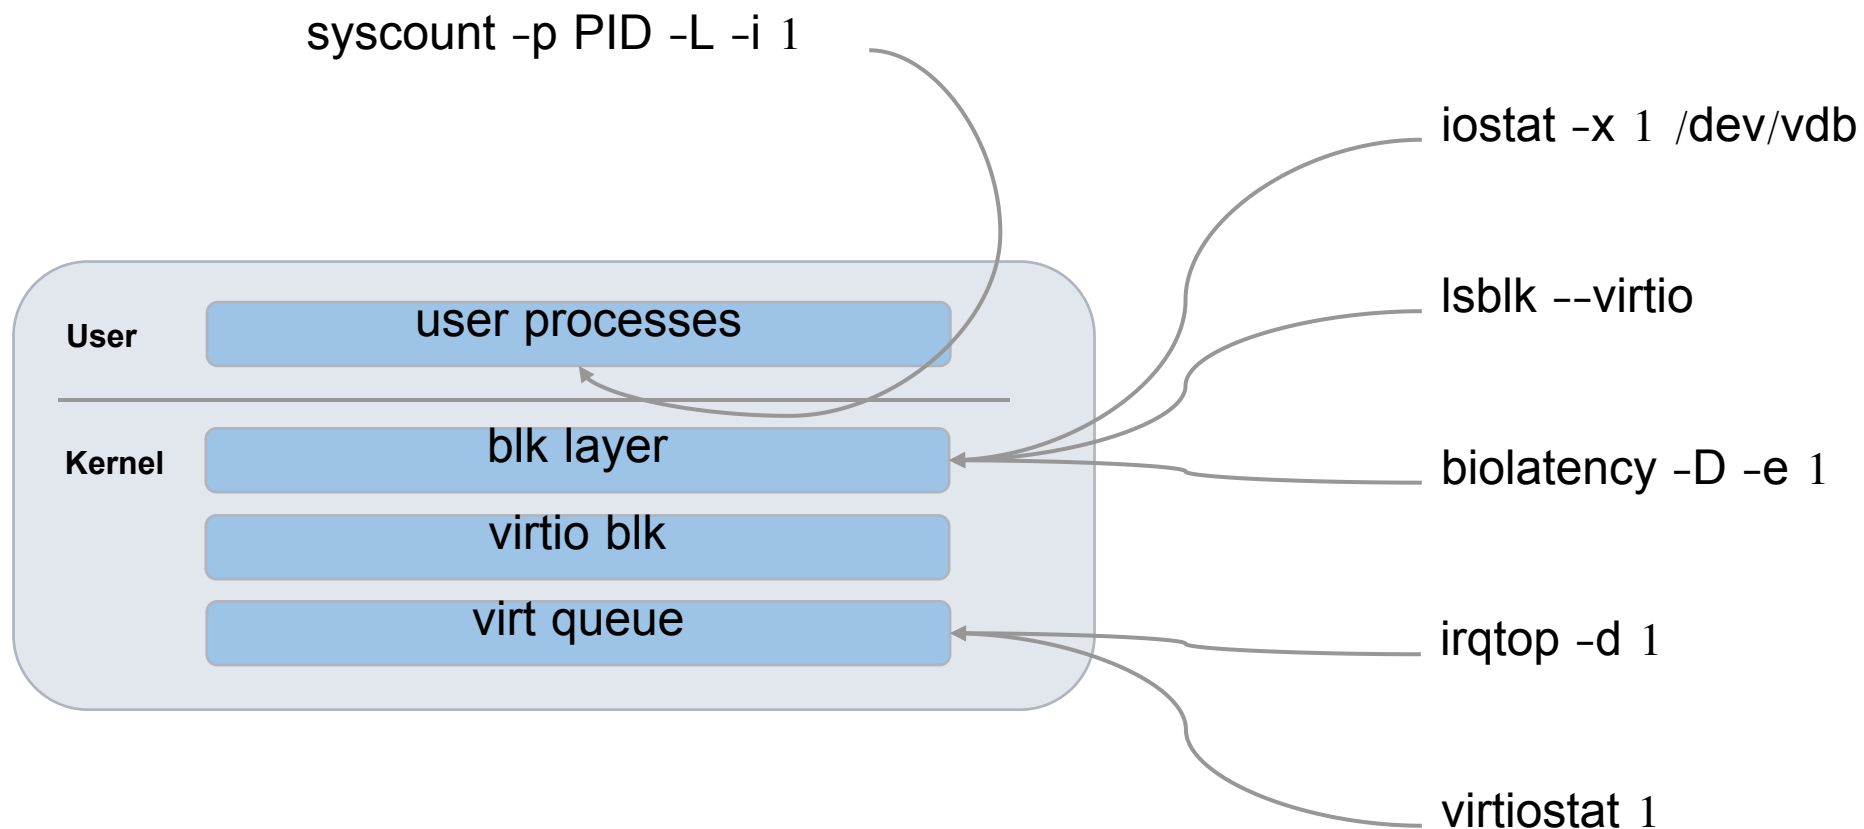 syscount -p PID -L -i 1
iostat -x 1 /dev/vdb
lsblk --virtio
User
user processes
blk layer
Kernel
biolatency -D -e 1
virtio blk
virt queue
irqtop -d 1
virtiostat 1